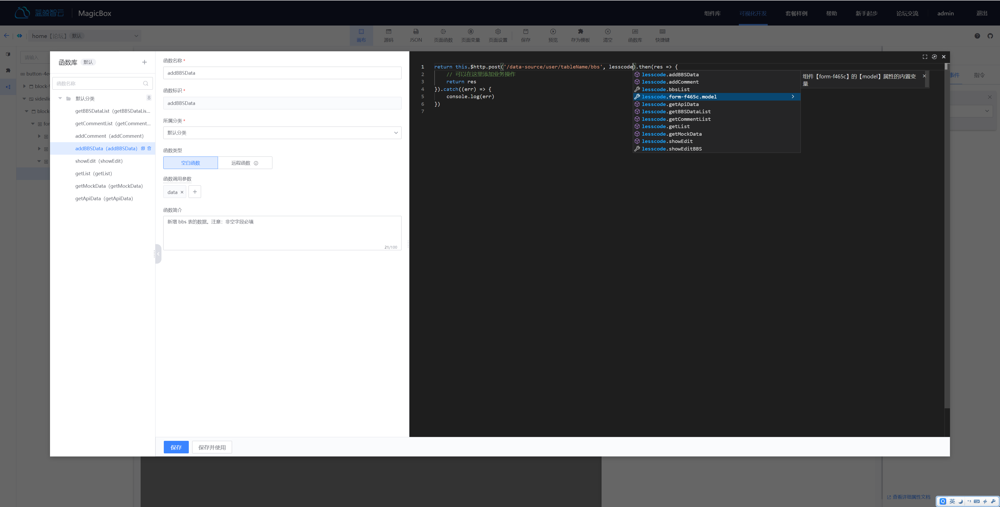 蓝鲸智云 MagicBox 组件库 可视化开发 套餐样例 帮助 新手起步 论坛交流 admin 退出
home【论坛】 默认
画布 源码 JSON 页面函数 页面变量 页面设置 保存 预览 存为模板 清空 函数库 快捷键
请输入
button-4e4
block-9
sideslid
block-
for
函数库 默认
函数名称
默认分类 8
getBBSDataList（getBBSDataLis...
getCommentList（getComment...
addComment（addComment）
addBBSData（addBBSData）
showEdit（showEdit）
getList（getList）
getMockData（getMockData）
getApiData（getApiData）
函数名称 *
addBBSData
函数标识 *
addBBSData
所属分类 *
默认分类
函数类型
空白函数 远程函数
函数调用参数
data
函数简介
新增 bbs 表的数据。注意：非空字段必填
21/100
保存 保存并使用
1 return this.$http.post('/data-source/user/tableName/bbs', lesscode).then(res => {
2 // 可以在这里添加业务操作
3 return res
4 }).catch((err) => {
5 console.log(err)
6 })
7
lesscode.addBBSData
lesscode.addComment
lesscode.bbsList
lesscode.form-f465c.model
lesscode.getApiData
lesscode.getBBSDataList
lesscode.getCommentList
lesscode.getList
lesscode.getMockData
lesscode.showEdit
lesscode.showEditBBS
组件【form-f465c】的【model】属性的内置变
量
事件 指令
查看详细属性文档
英